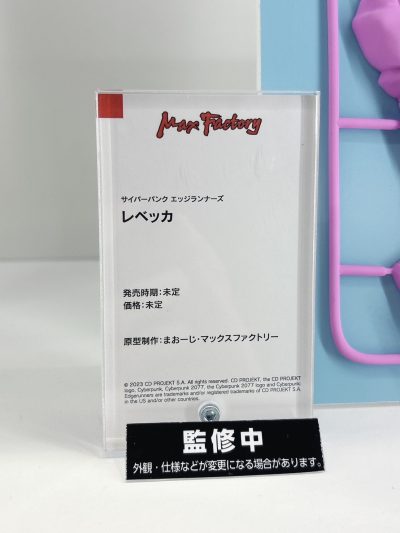 Max Factory
サイバーパンク エッジランナーズ
レベッカ
発売時期：未定
価格：未定
原型制作：まおーじ・マックスファクトリー
© 2023 CD PROJEKT S.A. All rights reserved. CD PROJEKT, the CD PROJEKT
logo, Cyberpunk, Cyberpunk 2077, the Cyberpunk 2077 logo and Cyberpunk:
Edgerunners are trademarks and/or registered trademarks of CD PROJEKT S.A.
in the US and/or other countries.
監修中
外観・仕様などが変更になる場合があります。